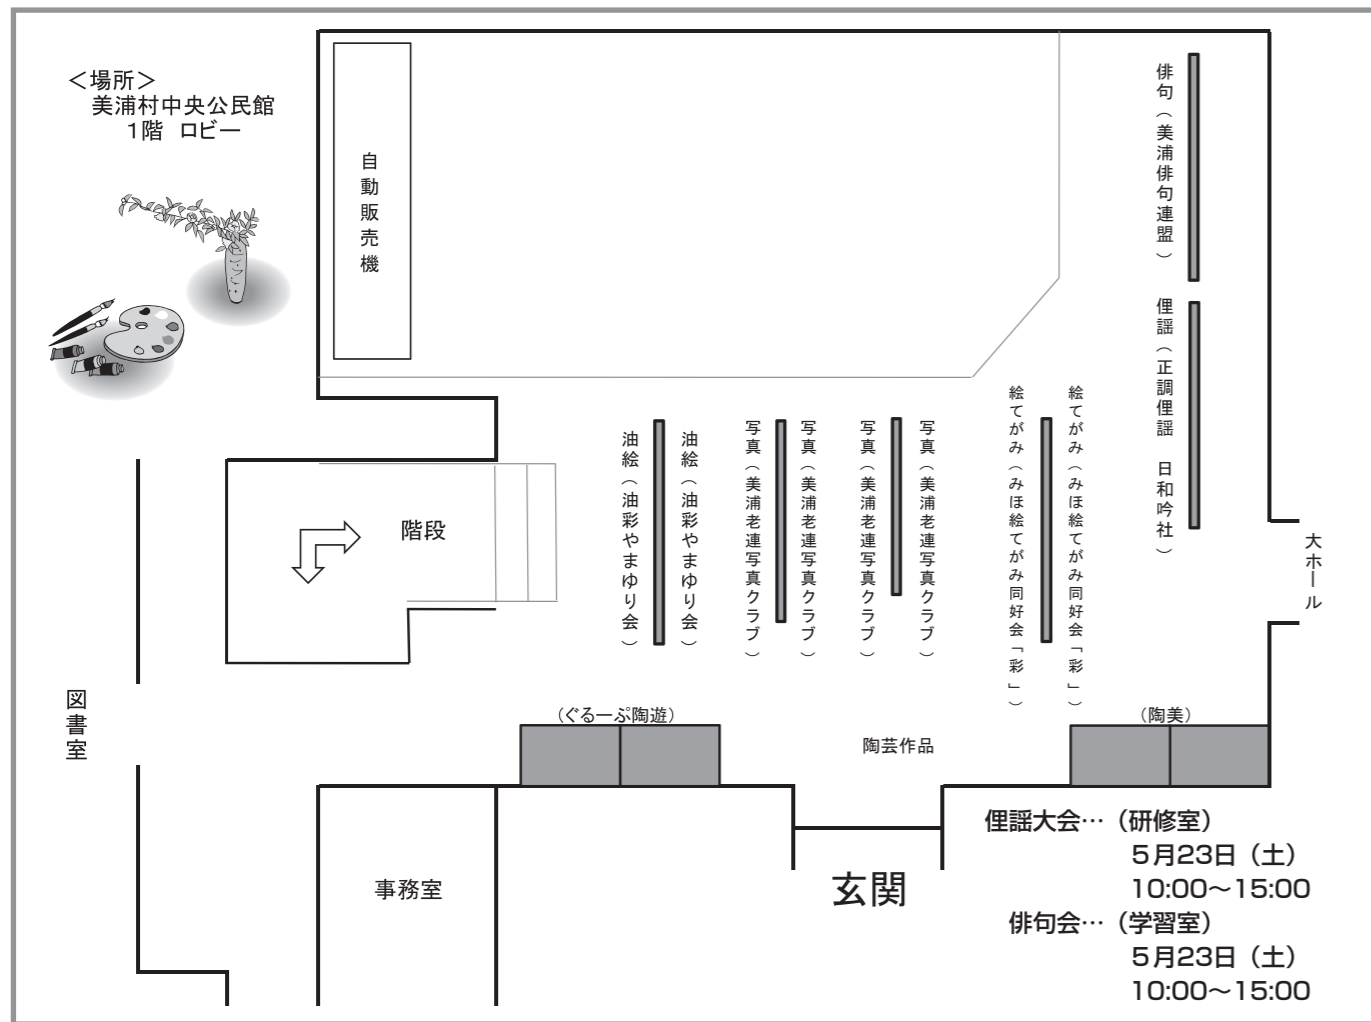 ＜場所＞
美浦村中央公民館
1階 ロビー
自動販売機
俳句（美浦俳句連盟）
俚謡（正調俚謡 日和吟社）
階段
油絵（油彩やまゆり会）
油絵（油彩やまゆり会）
写真（美浦老連写真クラブ）
写真（美浦老連写真クラブ）
写真（美浦老連写真クラブ）
写真（美浦老連写真クラブ）
絵てがみ（みほ絵てがみ同好会「彩」）
絵てがみ（みほ絵てがみ同好会「彩」）
大ホール
図書室
（ぐるーぷ陶遊）
陶芸作品
（陶美）
事務室
玄関
俚謡大会…（研修室）
5月23日（土）
10:00～15:00
俳句会…（学習室）
5月23日（土）
10:00～15:00